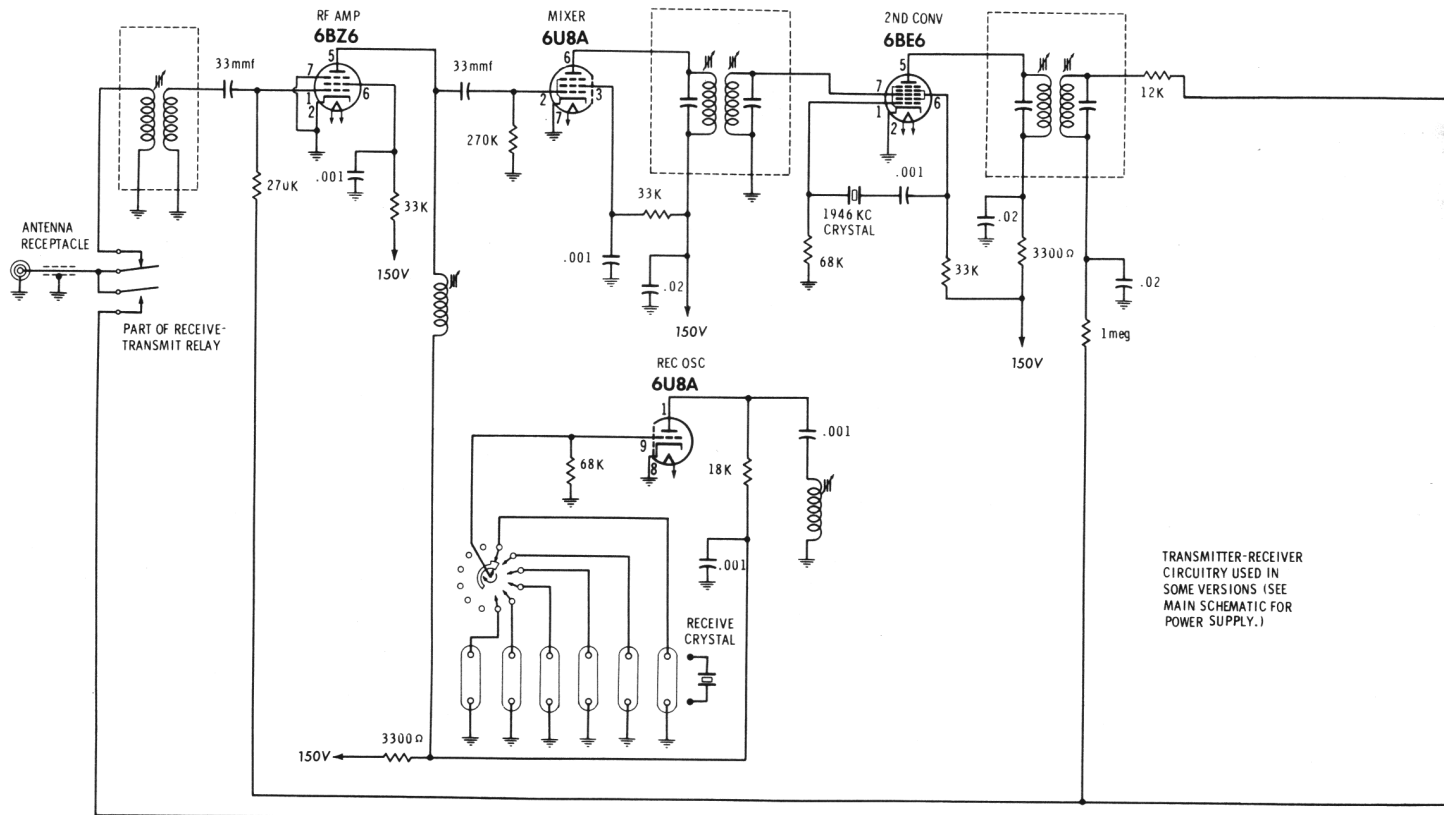 RF AMP
6BZ6
MIXER
6U8A
2ND CONV
6BE6
33mmf
5
7
1
2
6
33mmf
6
2
3
7
5
7
1
2
6
12K
270K
270K
.001
33K
150V
33K
.001
.02
150V
.001
1946 KC
CRYSTAL
68K
33K
.02
3300Ω
150V
.02
1meg
ANTENNA
RECEPTACLE
PART OF RECEIVE-
TRANSMIT RELAY
REC OSC
6U8A
1
9
8
68K
18K
.001
.001
RECEIVE
CRYSTAL
TRANSMITTER-RECEIVER
CIRCUITRY USED IN
SOME VERSIONS (SEE
MAIN SCHEMATIC FOR
POWER SUPPLY.)
150V
3300Ω